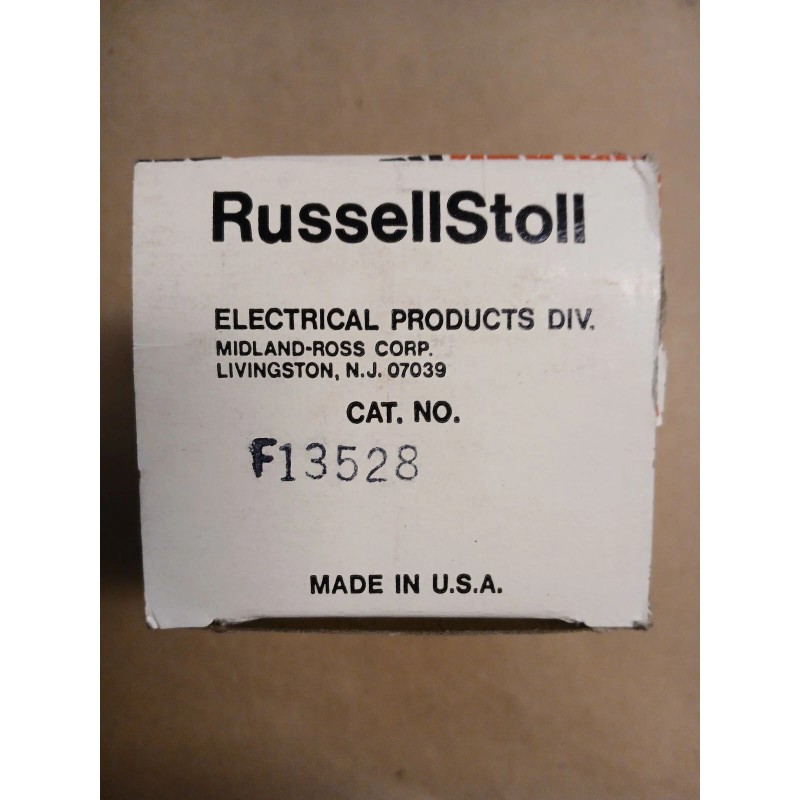 RussellStoll
ELECTRICAL PRODUCTS DIV.
MIDLAND-ROSS CORP.
LIVINGSTON, N.J. 07039
CAT. NO.
F13528
MADE IN U.S.A.